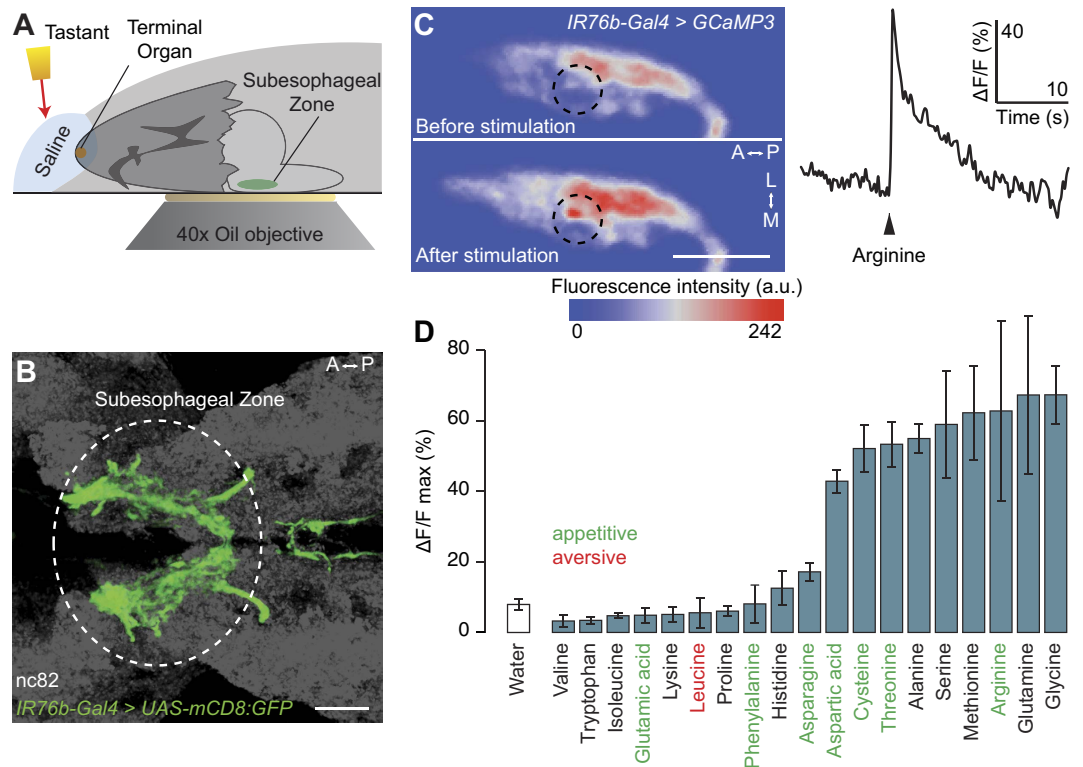 A
Tastant
Terminal
Organ
Subesophageal
Zone
Saline
40x Oil objective
B
A↔P
Subesophageal Zone
nc82
IR76b-Gal4 > UAS-mCD8:GFP
C
IR76b-Gal4 > GCaMP3
Before stimulation
A↔P
L
↕
M
After stimulation
Fluorescence intensity (a.u.)
0 242
ΔF/F (%)
40
10
Time (s)
Arginine
D
ΔF/F max (%)
80
60
40
20
0
appetitive
aversive
Water
Valine
Tryptophan
Isoleucine
Glutamic acid
Lysine
Leucine
Proline
Phenylalanine
Histidine
Asparagine
Aspartic acid
Cysteine
Threonine
Alanine
Serine
Methionine
Arginine
Glutamine
Glycine